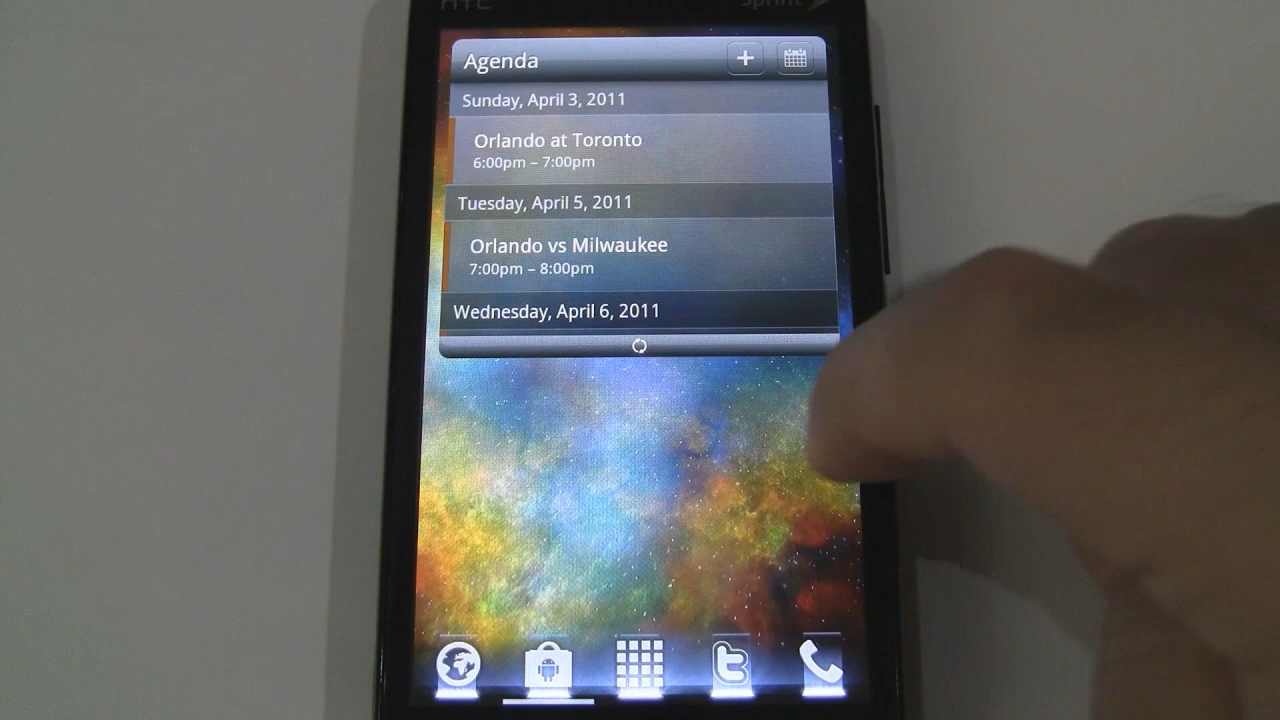 HTC
Sprint
Agenda
Sunday, April 3, 2011
Orlando at Toronto
6:00pm – 7:00pm
Tuesday, April 5, 2011
Orlando vs Milwaukee
7:00pm – 8:00pm
Wednesday, April 6, 2011